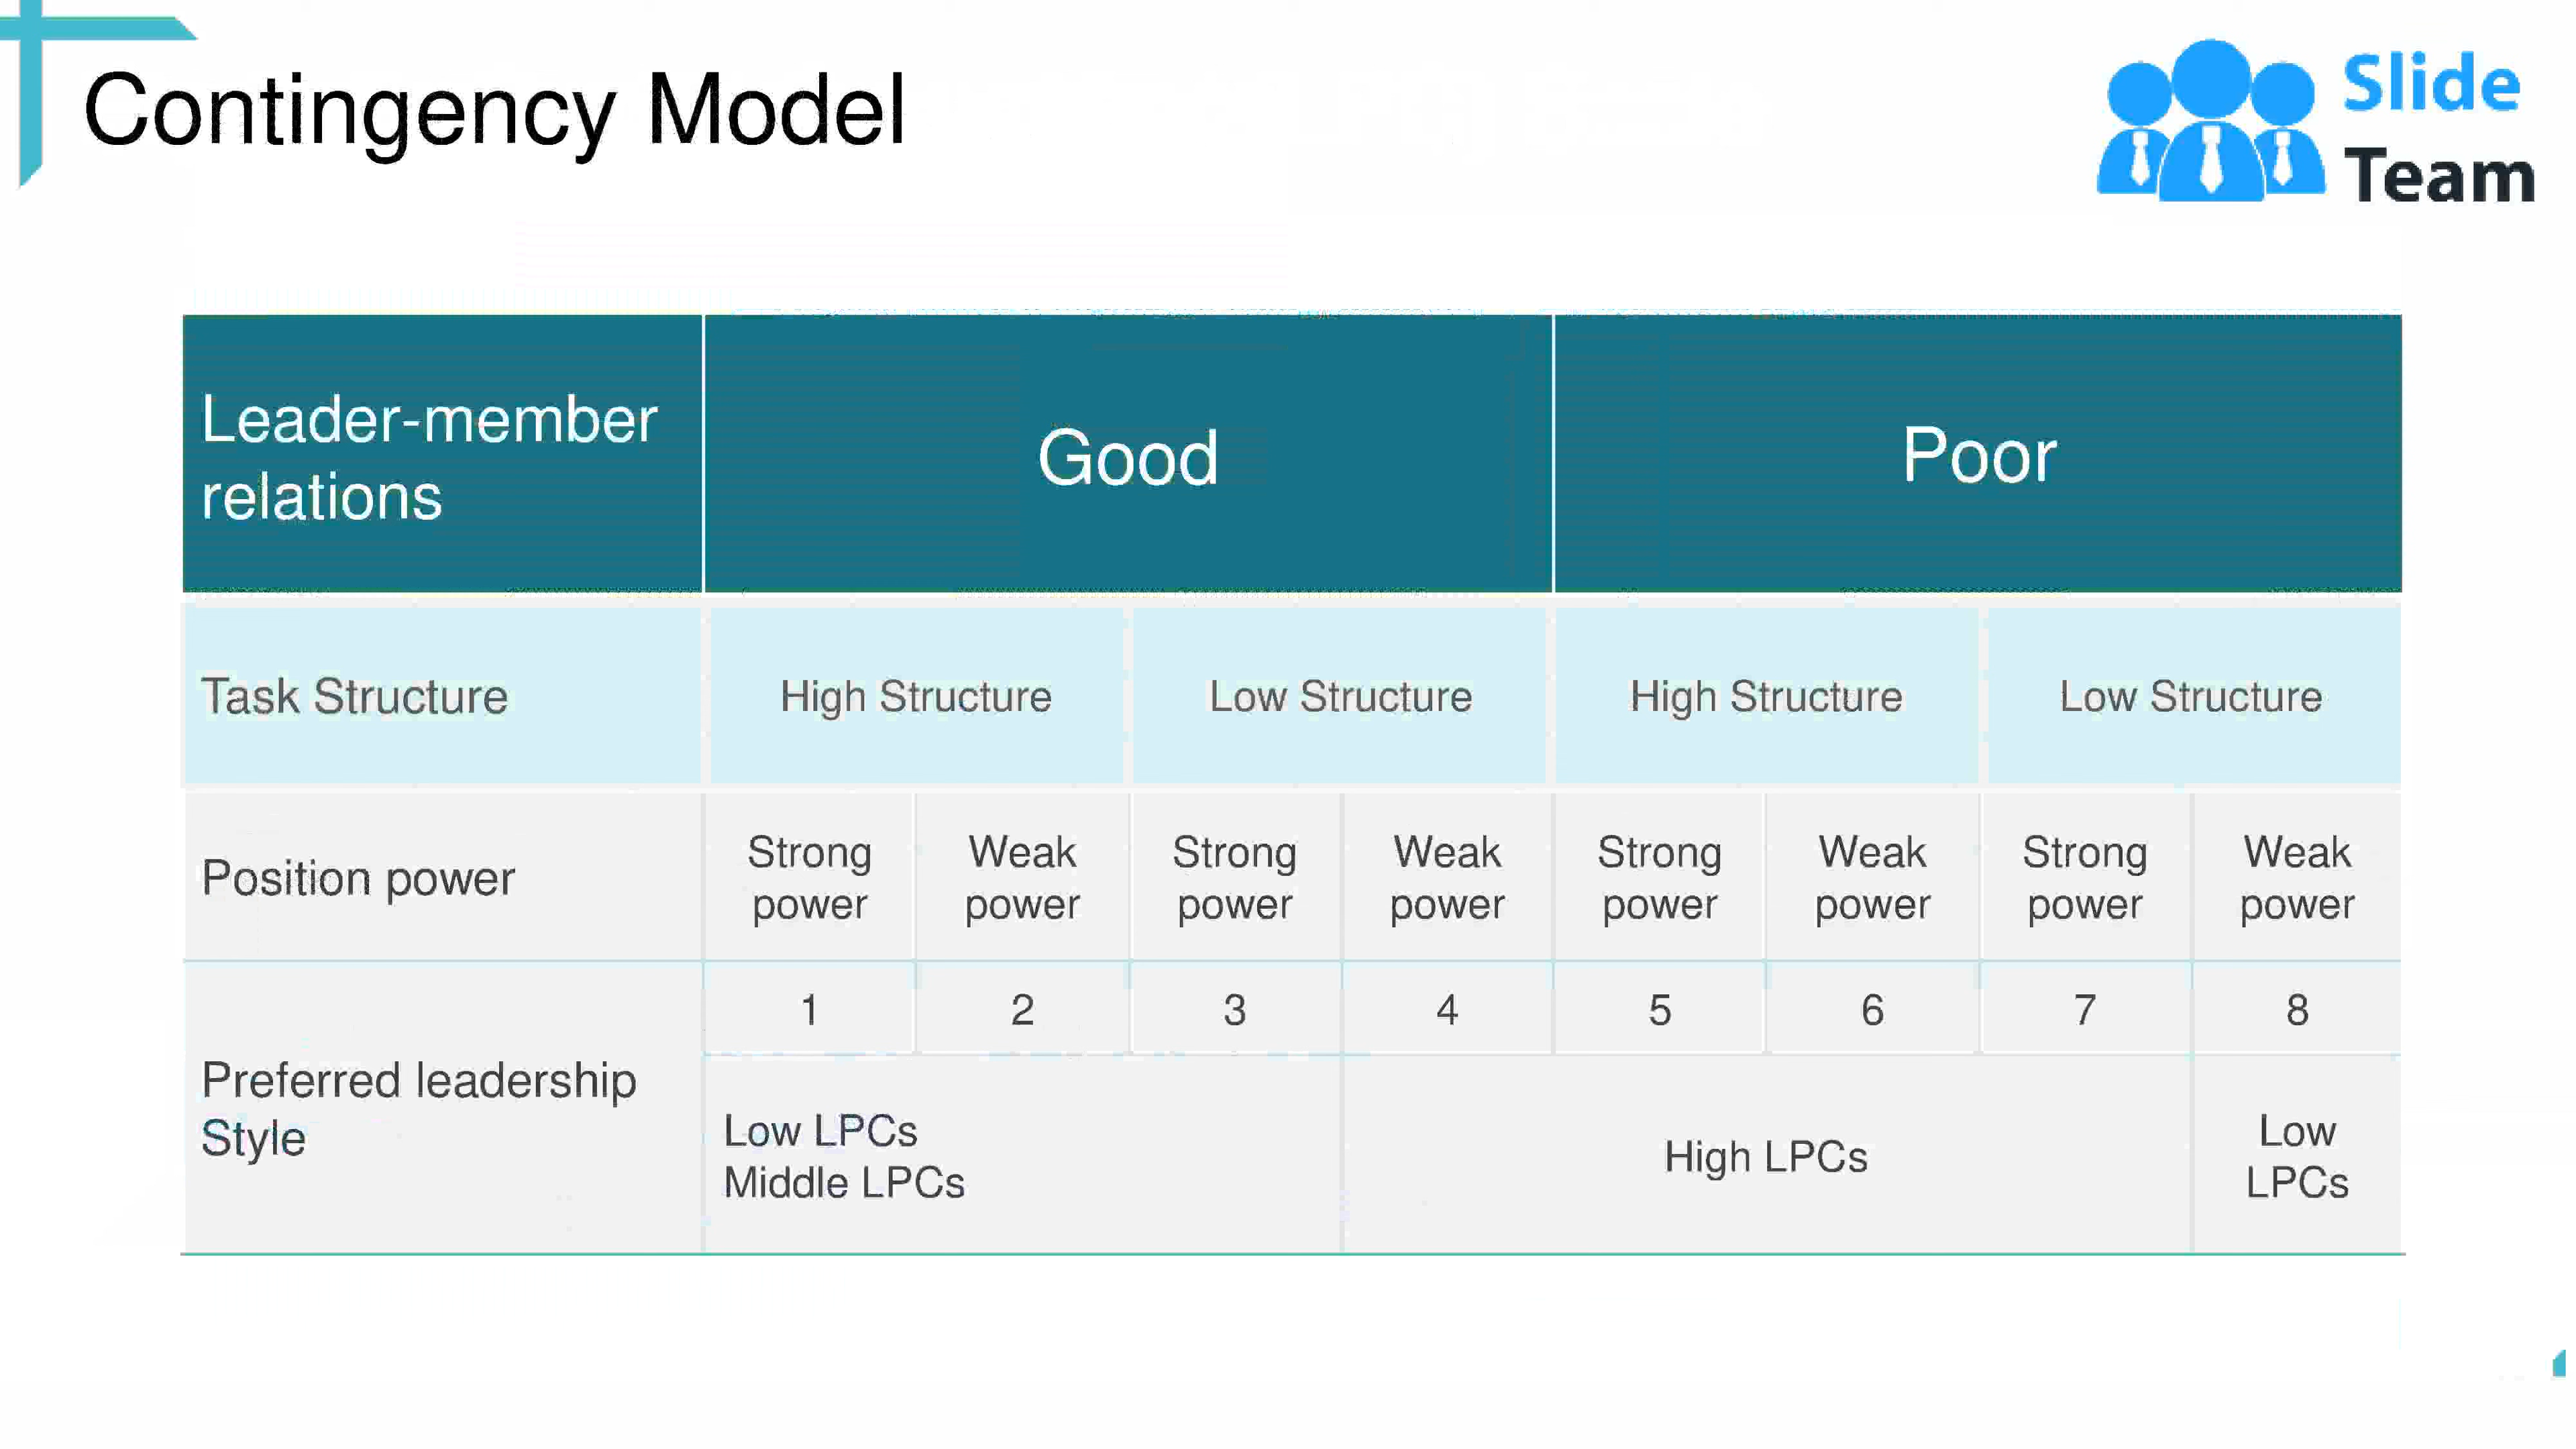 Contingency Model
Slide
Team
Leader-member
relations
Good
Poor
Task Structure
High Structure
Low Structure
High Structure
Low Structure
Position power
Strong
power
Weak
power
Strong
power
Weak
power
Strong
power
Weak
power
Strong
power
Weak
power
Preferred leadership
Style
1
2
3
4
5
6
7
8
Low LPCs
Middle LPCs
High LPCs
Low
LPCs